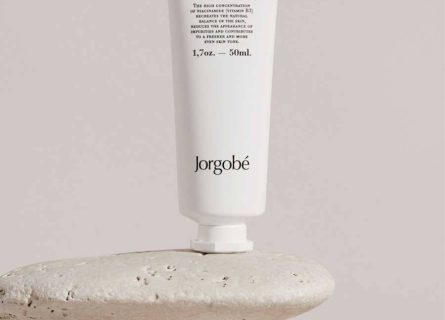 THE HIGH CONCENTRATION
OF NIACINAMIDE (VITAMIN B3)
RECREATES THE NATURAL
BALANCE OF THE SKIN,
REDUCES THE APPEARANCE OF
IMPURITIES AND CONTRIBUTES
TO A FRESHER AND MORE
EVEN SKIN TONE.
1,7oz. — 50ml.
Jorgobé